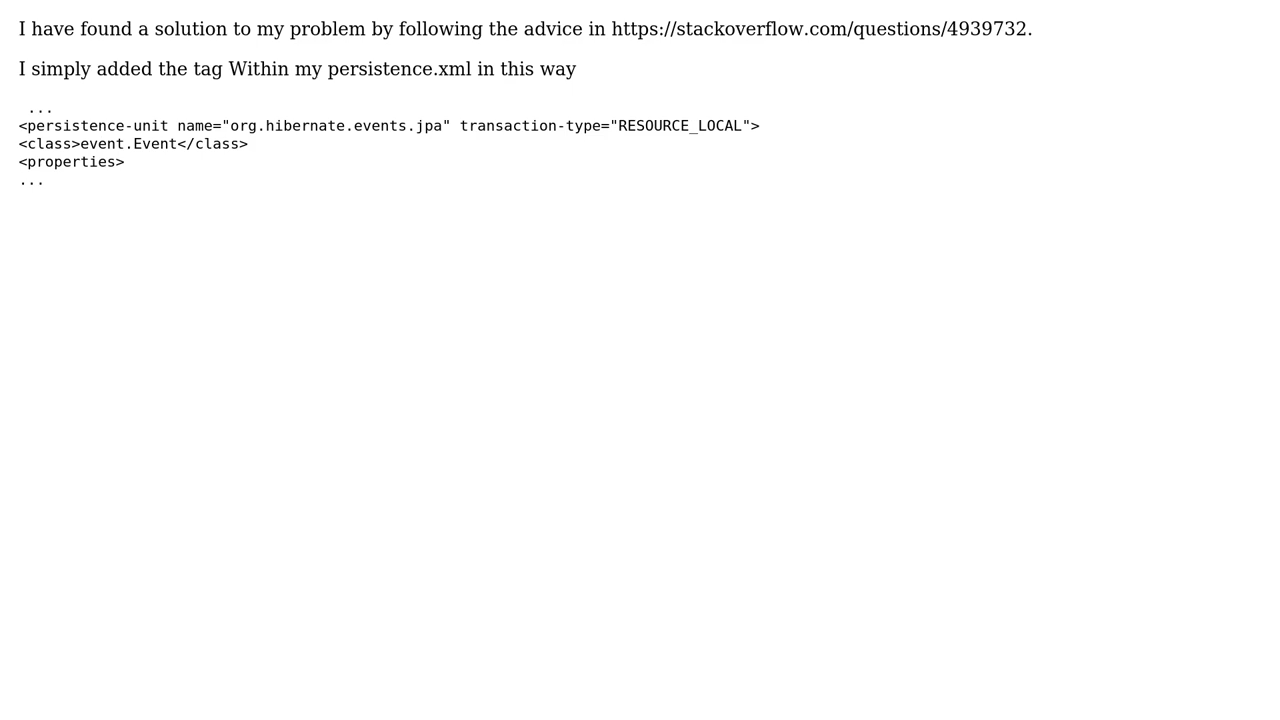 I have found a solution to my problem by following the advice in https://stackoverflow.com/questions/4939732.
I simply added the tag Within my persistence.xml in this way
...
<persistence-unit name="org.hibernate.events.jpa" transaction-type="RESOURCE_LOCAL">
<class>event.Event</class>
<properties>
...